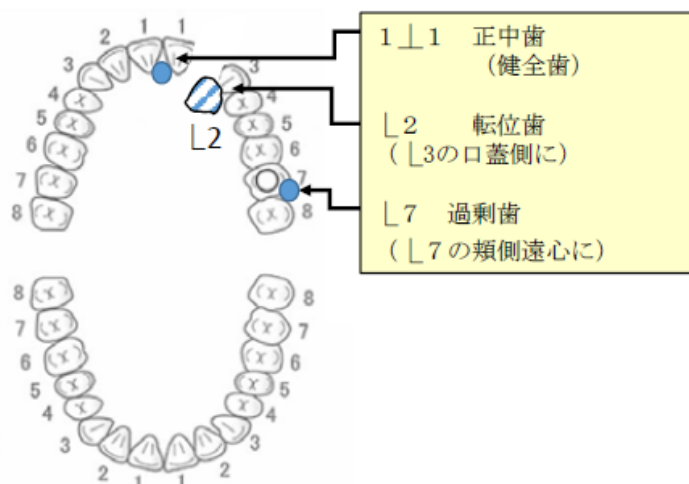 1⊥1 正中歯
(健全歯)
⎿2 転位歯
(⎿3の口蓋側に)
⎿7 過剰歯
(⎿7の頬側遠心に)
1 1
2
3 3
4 4
⎿2
5 5
6 6
7 7
8 8
8 8
7 7
6 6
5 5
4 4
3 3
2 2
1 1